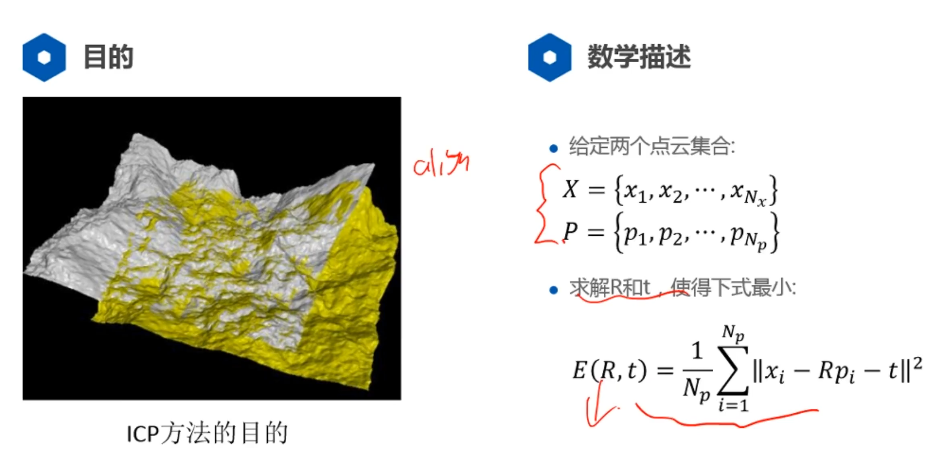 目的
align
ICP方法的目的
数学描述
给定两个点云集合:
X = {x_1, x_2, ⋯, x_{N_x}}
P = {p_1, p_2, ⋯, p_{N_p}}
求解R和t，使得下式最小:
E(R, t) = \frac{1}{N_p} \sum_{i=1}^{N_p} ‖x_i − Rp_i − t‖^2